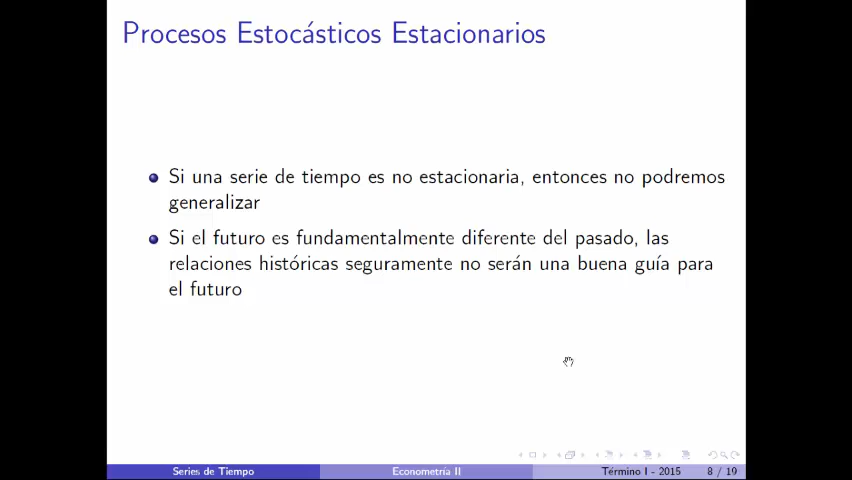 Procesos Estocásticos Estacionarios
Si una serie de tiempo es no estacionaria, entonces no podremos
generalizar
Si el futuro es fundamentalmente diferente del pasado, las
relaciones históricas seguramente no serán una buena guía para
el futuro
Series de Tiempo Econometría II Término I - 2015 8 / 19